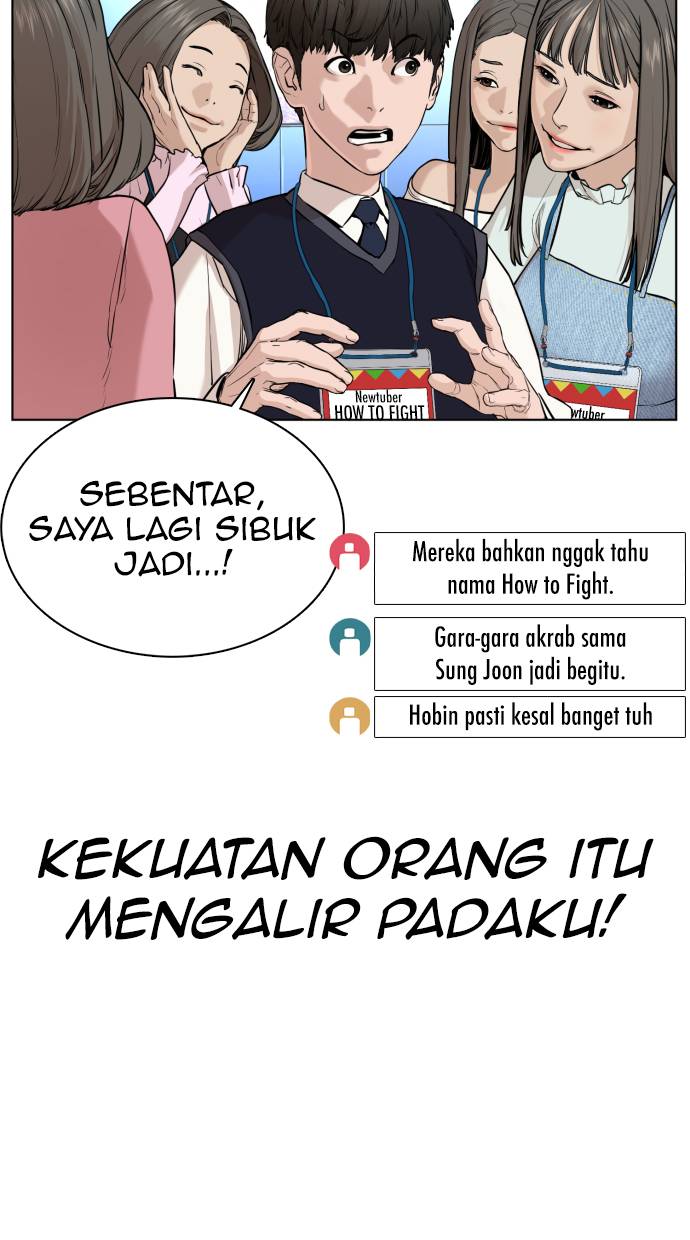 Newtuber
HOW TO FIGHT
wtuber
SEBENTAR,
SAYA LAGI SIBUK
JADI...!
Mereka bahkan nggak tahu
nama How to Fight.
Gara-gara akrab sama
Sung Joon jadi begitu.
Hobin pasti kesal banget tuh
KEKUATAN ORANG ITU
MENGALIR PADAKU!